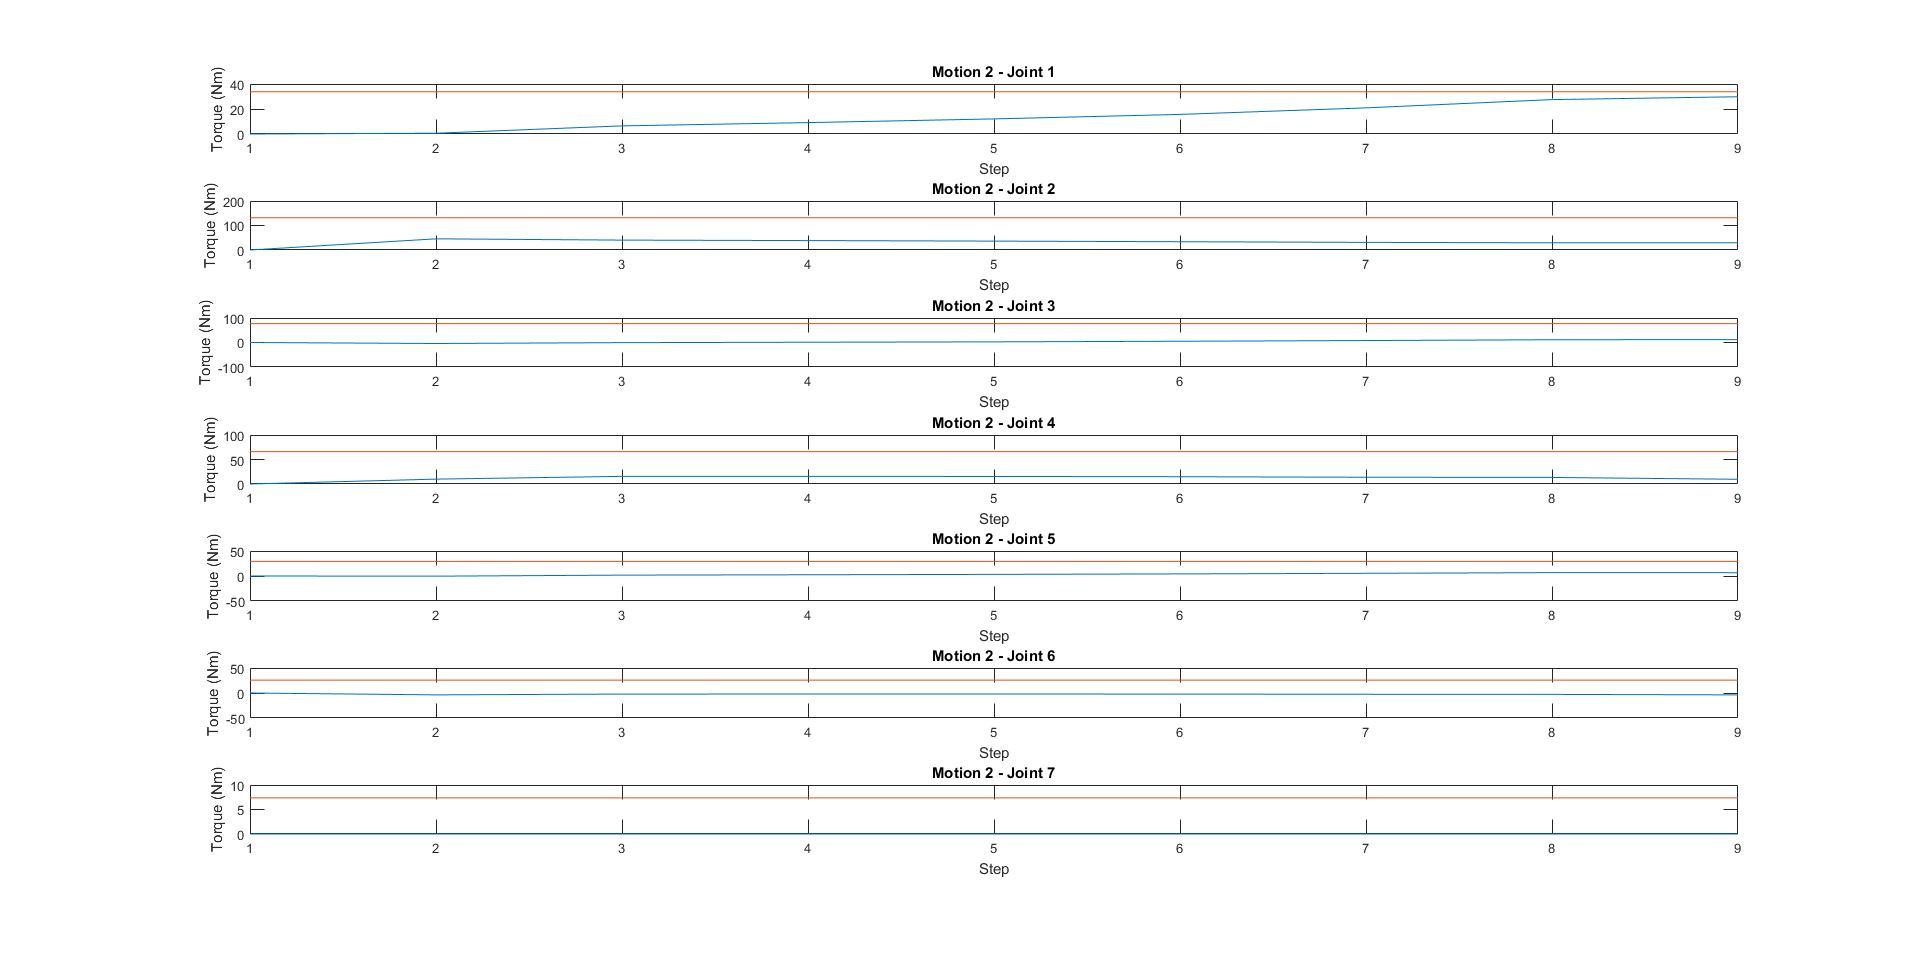 Motion 2 - Joint 1
Torque (Nm)
40
20
0
1 2 3 4 5 6 7 8 9
Step
Motion 2 - Joint 2
Torque (Nm)
200
100
0
1 2 3 4 5 6 7 8 9
Step
Motion 2 - Joint 3
Torque (Nm)
100
0
-100
1 2 3 4 5 6 7 8 9
Step
Motion 2 - Joint 4
Torque (Nm)
100
50
0
1 2 3 4 5 6 7 8 9
Step
Motion 2 - Joint 5
Torque (Nm)
50
0
-50
1 2 3 4 5 6 7 8 9
Step
Motion 2 - Joint 6
Torque (Nm)
50
0
-50
1 2 3 4 5 6 7 8 9
Step
Motion 2 - Joint 7
Torque (Nm)
10
5
0
1 2 3 4 5 6 7 8 9
Step